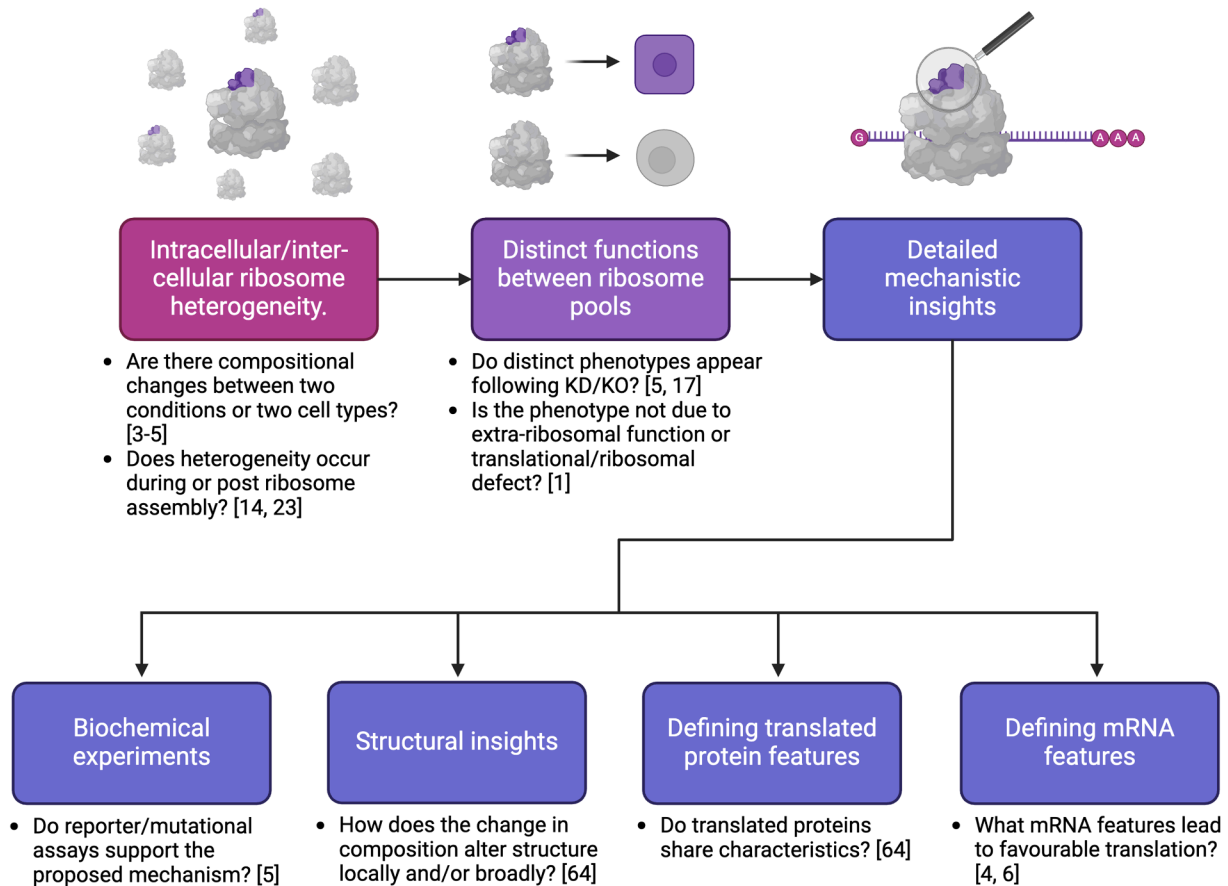 G
A A A
Intracellular/inter-
cellular ribosome
heterogeneity.
Distinct functions
between ribosome
pools
Detailed
mechanistic
insights
• Are there compositional
changes between two
conditions or two cell types?
[3-5]
• Does heterogeneity occur
during or post ribosome
assembly? [14, 23]
• Do distinct phenotypes appear
following KD/KO? [5, 17]
• Is the phenotype not due to
extra-ribosomal function or
translational/ribosomal
defect? [1]
Biochemical
experiments
Structural insights
Defining translated
protein features
Defining mRNA
features
• Do reporter/mutational
assays support the
proposed mechanism? [5]
• How does the change in
composition alter structure
locally and/or broadly? [64]
• Do translated proteins
share characteristics? [64]
• What mRNA features lead
to favourable translation?
[4, 6]